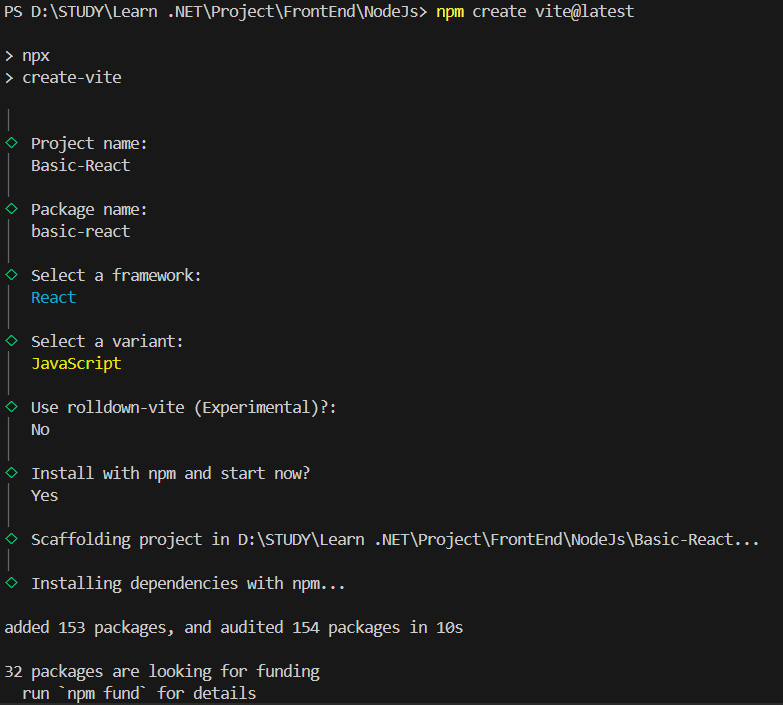 PS D:\STUDY\Learn .NET\Project\FrontEnd\NodeJs> npm create vite@latest
> npx
> create-vite
Project name:
Basic-React
Package name:
basic-react
Select a framework:
React
Select a variant:
JavaScript
Use rolldown-vite (Experimental)?:
No
Install with npm and start now?
Yes
Scaffolding project in D:\STUDY\Learn .NET\Project\FrontEnd\NodeJs\Basic-React...
Installing dependencies with npm...
added 153 packages, and audited 154 packages in 10s
32 packages are looking for funding
run `npm fund` for details